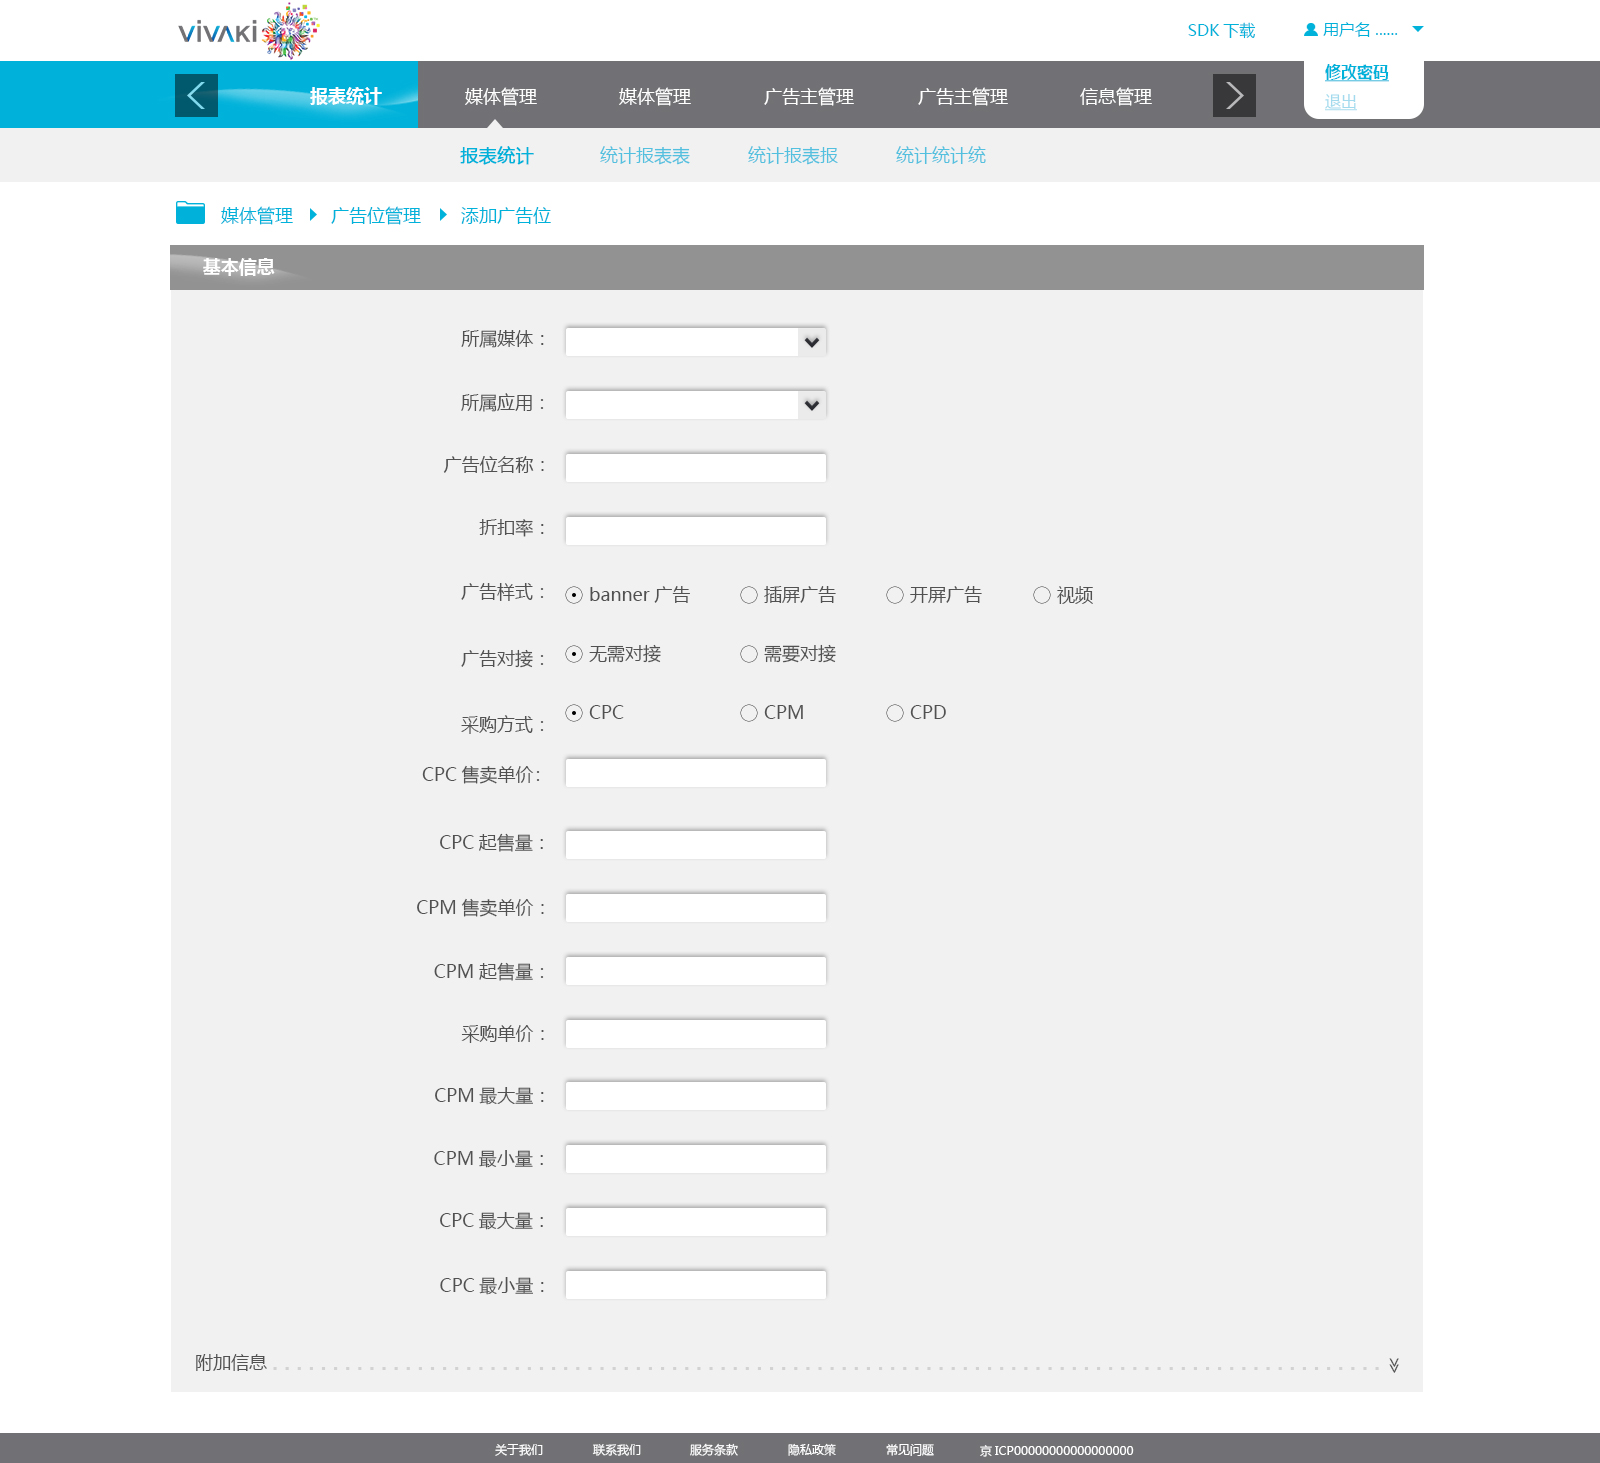 vivaki
SDK 下载
用户名 ......
修改密码
退出
报表统计 媒体管理 媒体管理 广告主管理 广告主管理 信息管理
报表统计 统计报表表 统计报表报 统计统计统
媒体管理 广告位管理 添加广告位
基本信息
所属媒体：
所属应用：
广告位名称：
折扣率：
广告样式： banner 广告 插屏广告 开屏广告 视频
广告对接： 无需对接 需要对接
采购方式： CPC CPM CPD
CPC 售卖单价：
CPC 起售量：
CPM 售卖单价：
CPM 起售量：
采购单价：
CPM 最大量：
CPM 最小量：
CPC 最大量：
CPC 最小量：
附加信息
关于我们 联系我们 服务条款 隐私政策 常见问题 京 ICP00000000000000000